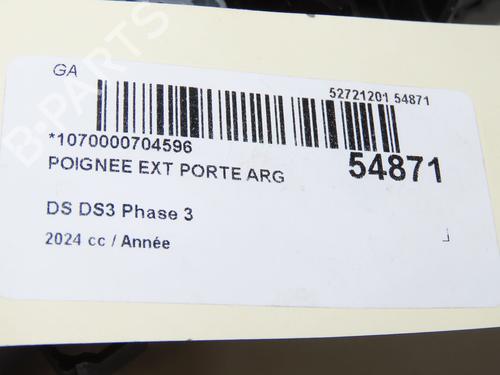 GA
52721201 54871
*1070000704596
54871
POIGNEE EXT PORTE ARG
DS DS3 Phase 3
2024 cc / Année
B-PARTS